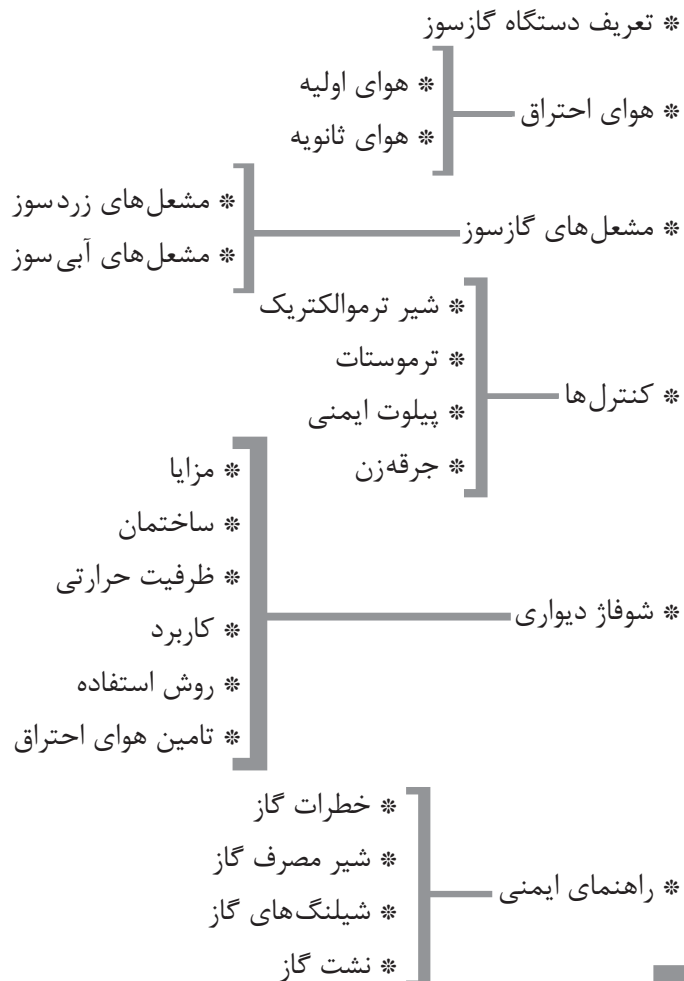 ❊ تعریف دستگاه گازسوز
❊ هوای احتراق
❊ هوای اولیه
❊ هوای ثانویه
❊ مشعل‌های گازسوز
❊ مشعل‌های زردسوز
❊ مشعل‌های آبی‌سوز
❊ کنترل‌ها
❊ شیر ترموالکتریک
❊ ترموستات
❊ پیلوت ایمنی
❊ جرقه‌زن
❊ شوفاژ دیواری
❊ مزایا
❊ ساختمان
❊ ظرفیت حرارتی
❊ کاربرد
❊ روش استفاده
❊ تامین هوای احتراق
❊ راهنمای ایمنی
❊ خطرات گاز
❊ شیر مصرف گاز
❊ شیلنگ‌های گاز
❊ نشت گاز